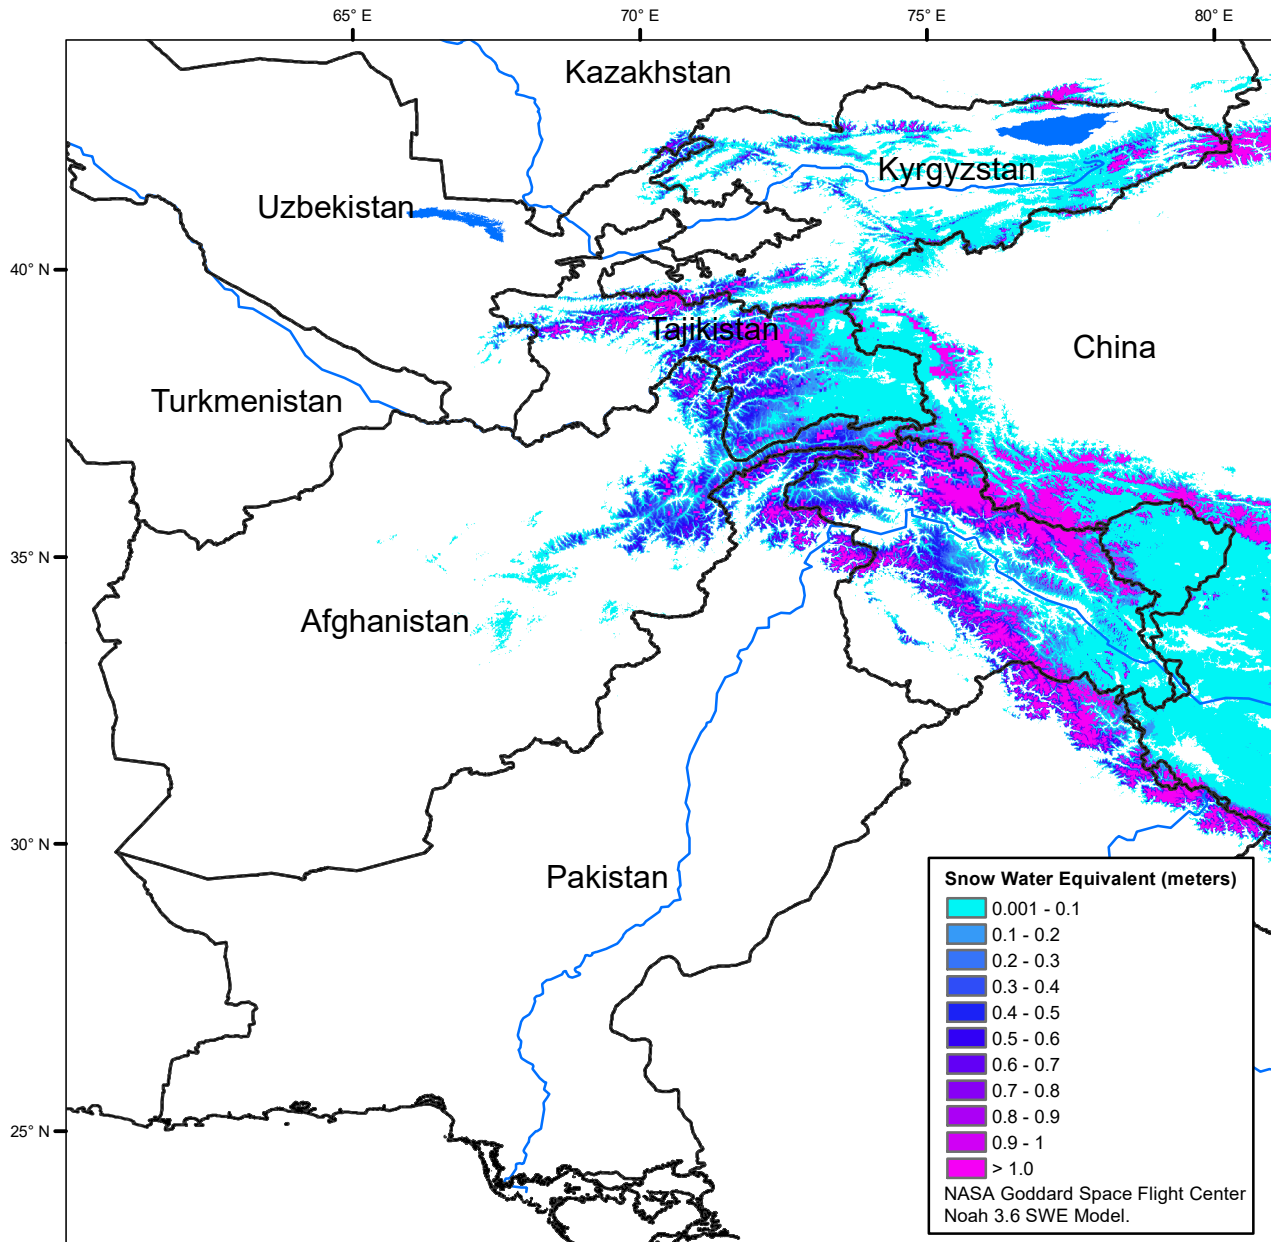 65° E
70° E
75° E
80° E
Kazakhstan
Kyrgyzstan
Uzbekistan
40° N
Tajikistan
China
Turkmenistan
35° N
Afghanistan
30° N
Pakistan
25° N
Snow Water Equivalent (meters)
0.001 - 0.1
0.1 - 0.2
0.2 - 0.3
0.3 - 0.4
0.4 - 0.5
0.5 - 0.6
0.6 - 0.7
0.7 - 0.8
0.8 - 0.9
0.9 - 1
> 1.0
NASA Goddard Space Flight Center
Noah 3.6 SWE Model.